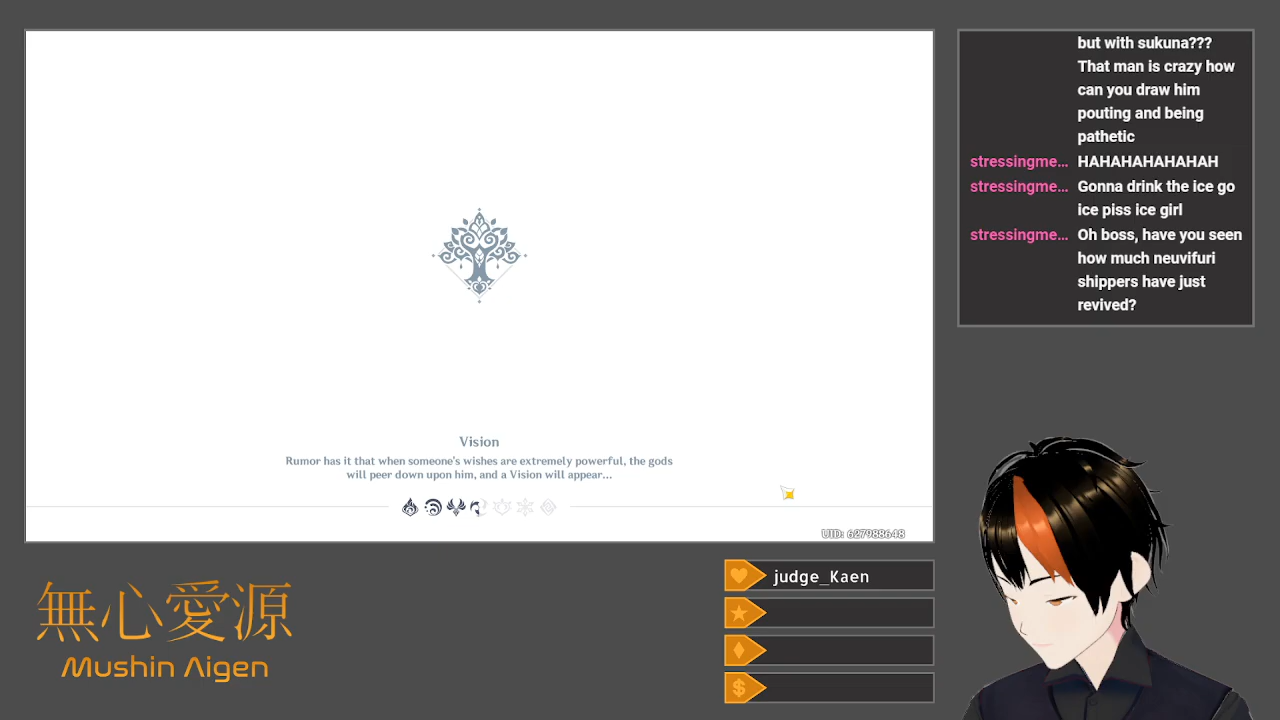 but with sukuna???
That man is crazy how
can you draw him
pouting and being
pathetic
stressingme... HAHAHAHAHAHAH
stressingme... Gonna drink the ice go
ice piss ice girl
stressingme... Oh boss, have you seen
how much neuvifuri
shippers have just
revived?
Vision
Rumor has it that when someone's wishes are extremely powerful, the gods
will peer down upon him, and a Vision will appear...
UID: 627988648
judge_Kaen
無心愛源
Mushin Aigen